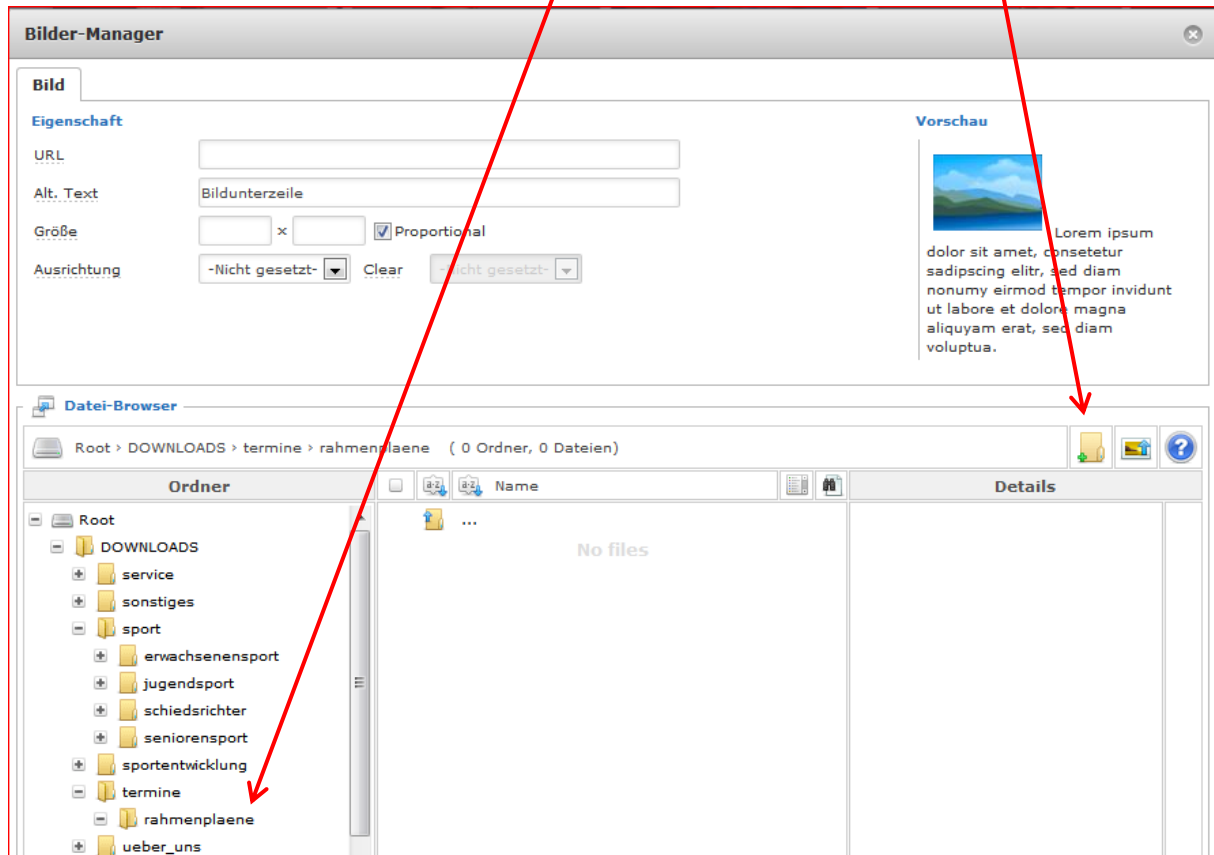 Bilder-Manager
Bild
Eigenschaft
Vorschau
URL
Alt. Text Bildunterzeile
Größe × Proportional
Ausrichtung -Nicht gesetzt- Clear -Nicht gesetzt-
Lorem ipsum
dolor sit amet, consetetur
sadipscing elitr, sed diam
nonumy eirmod tempor invidunt
ut labore et dolore magna
aliquyam erat, sed diam
voluptua.
Datei-Browser
Root › DOWNLOADS › termine › rahmenplaene ( 0 Ordner, 0 Dateien)
Ordner
a·z a·z Name
Details
Root
DOWNLOADS
service
sonstiges
sport
erwachsenensport
jugendsport
schiedsrichter
seniorensport
sportentwicklung
termine
rahmenplaene
ueber_uns
...
No files